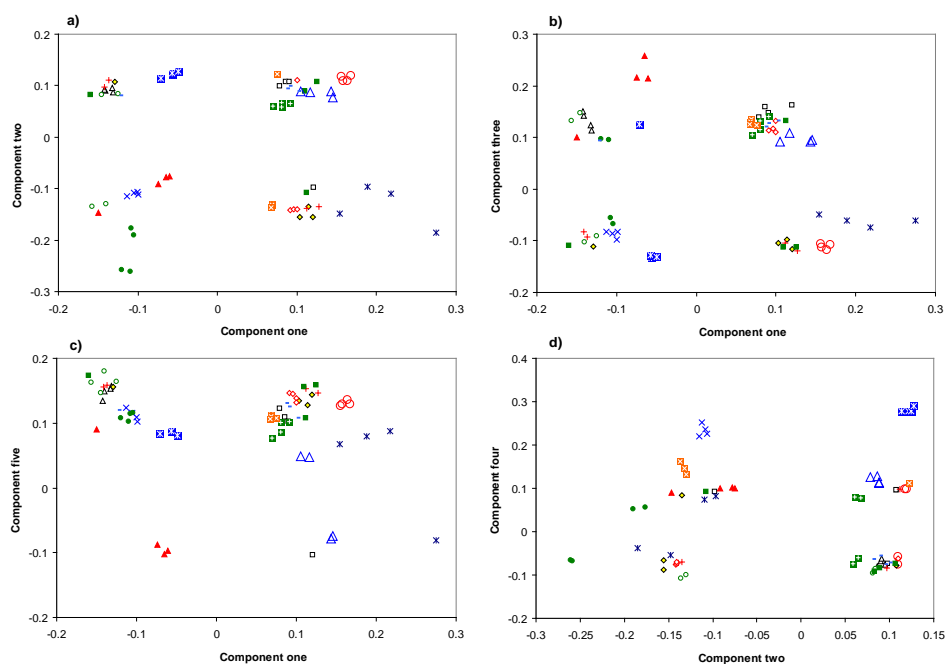 a)
0.3
0.2
0.1
0
-0.1
-0.2
-0.3
-0.2 -0.1 0 0.1 0.2 0.3
Component two
Component one
b)
0.3
0.2
0.1
0
-0.1
-0.2
-0.2 -0.1 0 0.1 0.2 0.3
Component three
Component one
c)
0.2
0.1
0
-0.1
-0.2
-0.2 -0.1 0 0.1 0.2 0.3
Component five
Component one
d)
0.4
0.3
0.2
0.1
0
-0.1
-0.2
-0.3 -0.25 -0.2 -0.15 -0.1 -0.05 0 0.05 0.1 0.15
Component four
Component two